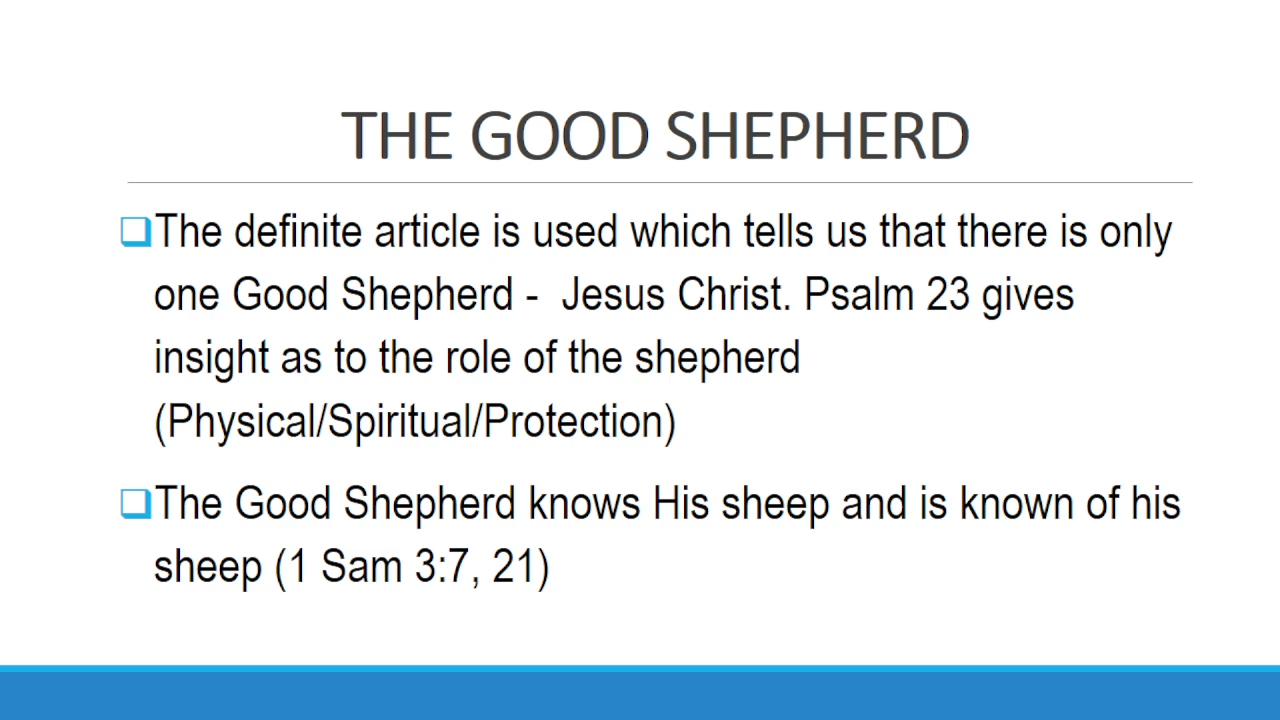 THE GOOD SHEPHERD
The definite article is used which tells us that there is only
one Good Shepherd - Jesus Christ. Psalm 23 gives
insight as to the role of the shepherd
(Physical/Spiritual/Protection)
The Good Shepherd knows His sheep and is known of his
sheep (1 Sam 3:7, 21)